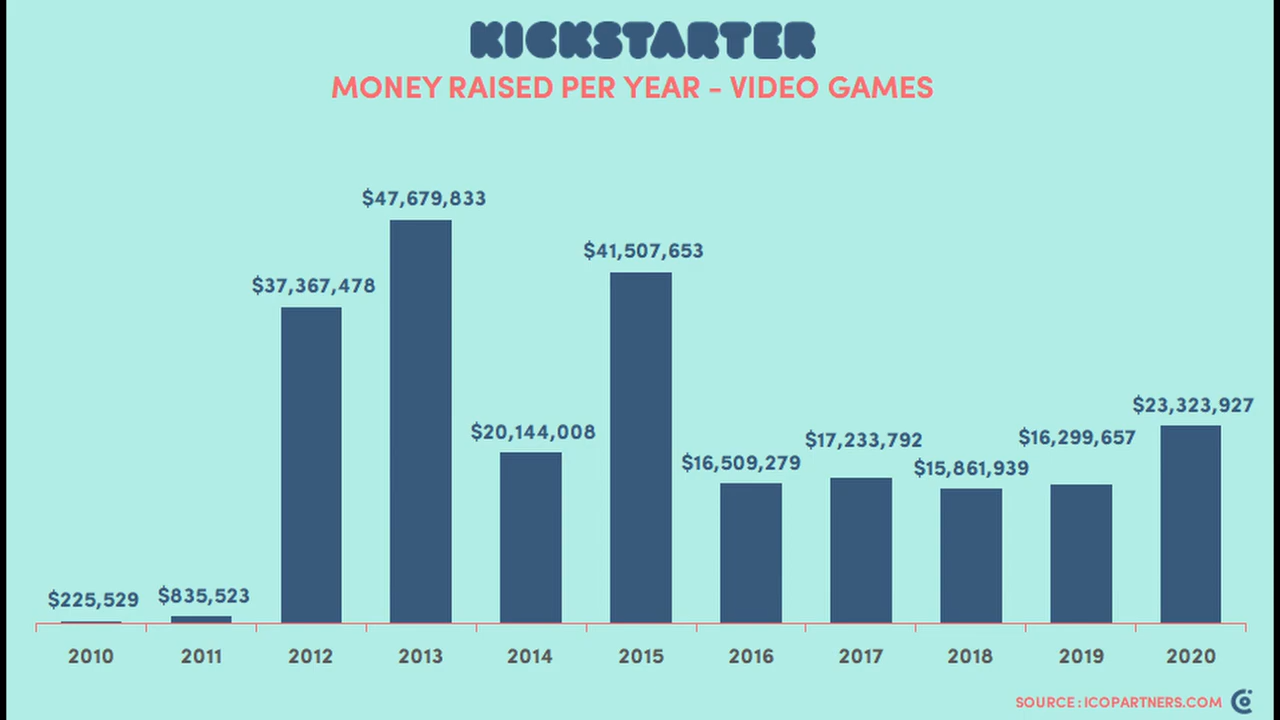 KICKSTARTER
MONEY RAISED PER YEAR - VIDEO GAMES
$225,529
$835,523
$37,367,478
$47,679,833
$20,144,008
$41,507,653
$16,509,279
$17,233,792
$15,861,939
$16,299,657
$23,323,927
2010 2011 2012 2013 2014 2015 2016 2017 2018 2019 2020
SOURCE : ICOPARTNERS.COM